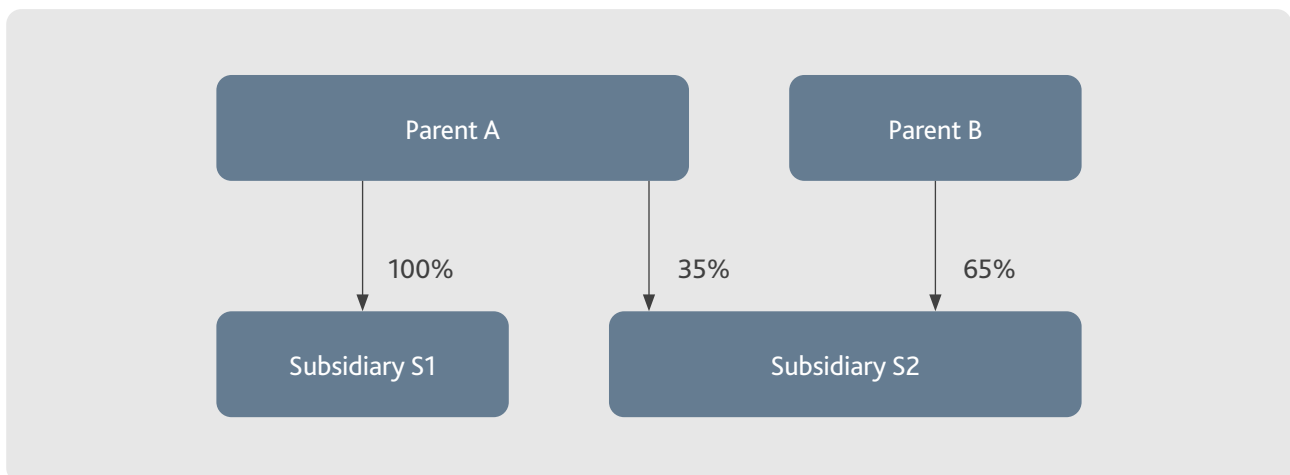 Parent A
Parent B
100%
35%
65%
Subsidiary S1
Subsidiary S2